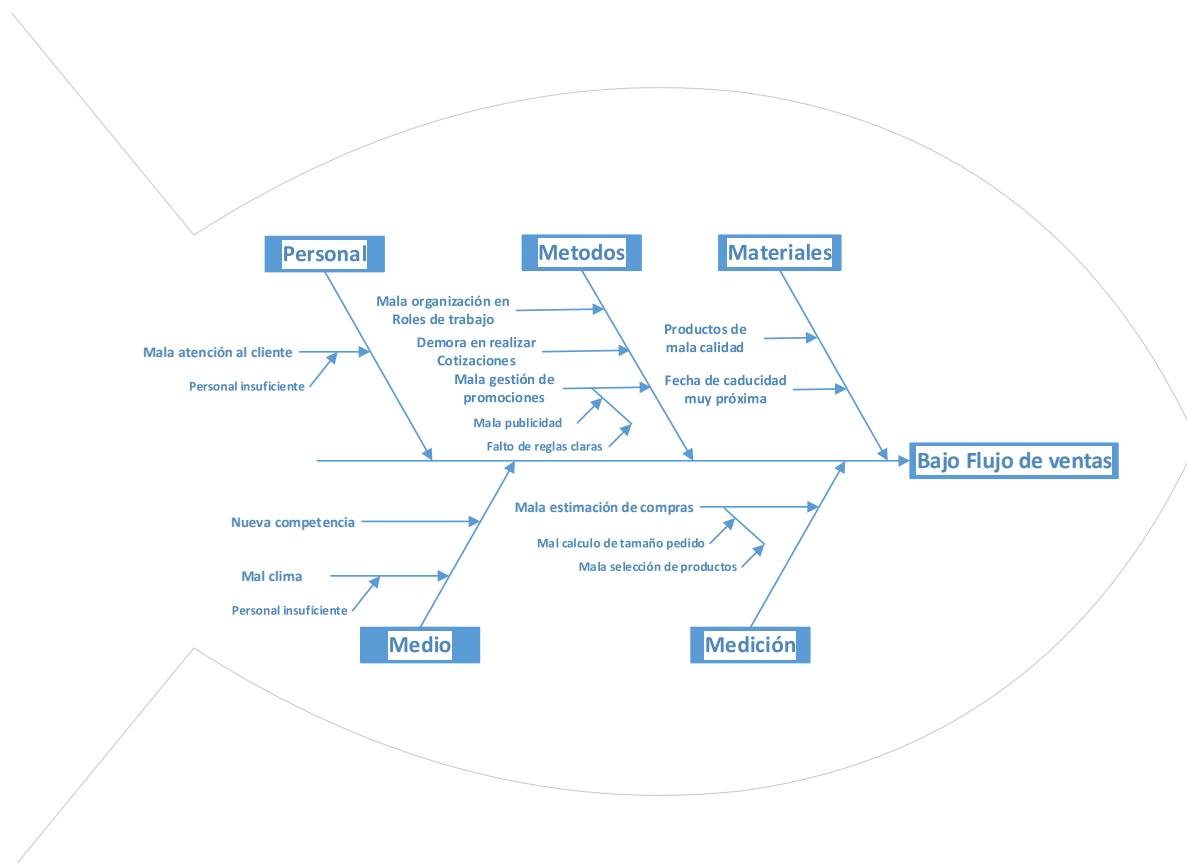 Personal
Metodos
Materiales
Mala organización en
Roles de trabajo
Demora en realizar
Cotizaciones
Mala gestión de
promociones
Mala publicidad
Falto de reglas claras
Mala atención al cliente
Personal insuficiente
Productos de
mala calidad
Fecha de caducidad
muy próxima
Bajo Flujo de ventas
Nueva competencia
Mal clima
Personal insuficiente
Mala estimación de compras
Mal calculo de tamaño pedido
Mala selección de productos
Medio
Medición